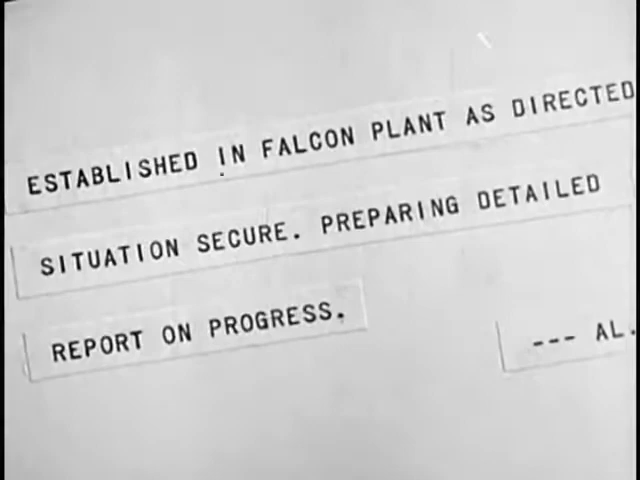 ESTABLISHED IN FALCON PLANT AS DIRECTED
SITUATION SECURE. PREPARING DETAILED
REPORT ON PROGRESS.
--- AL.